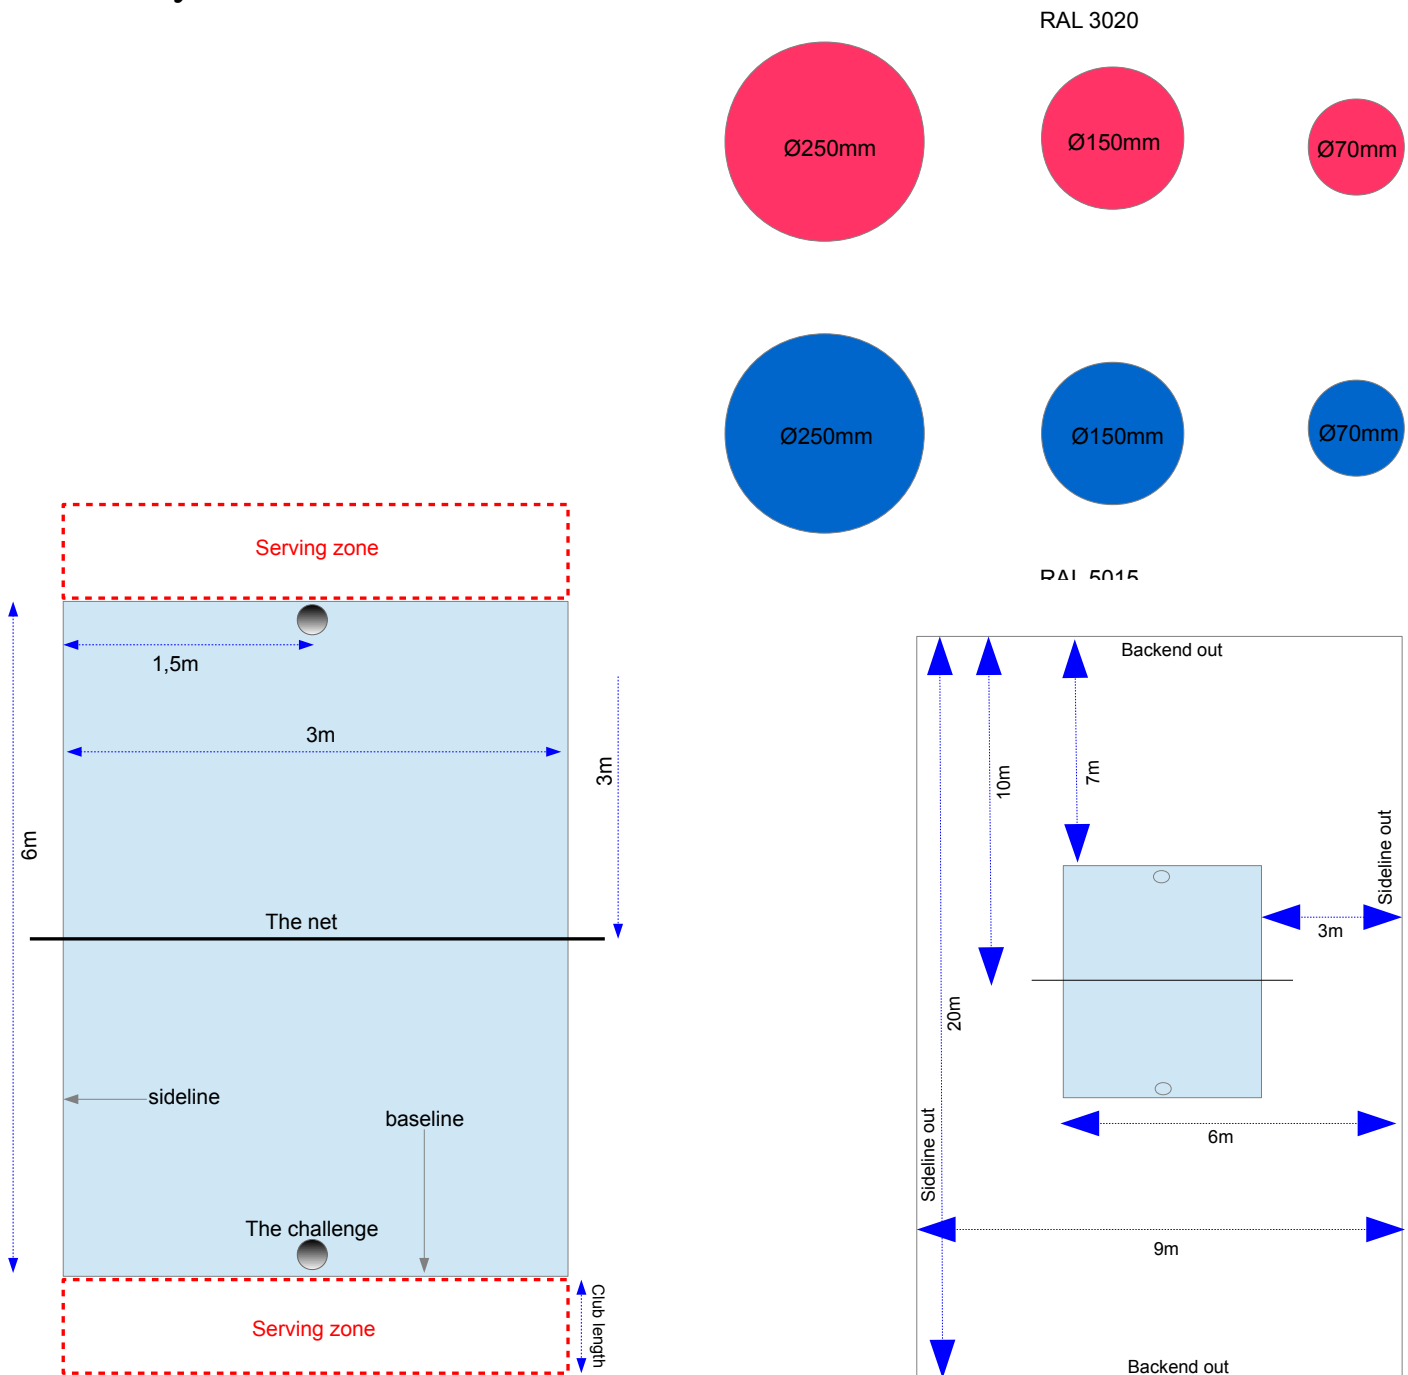 RAL 3020
Ø250mm
Ø150mm
Ø70mm
Ø250mm
Ø150mm
Ø70mm
RAL 5015
Serving zone
1,5m
3m
3m
6m
The net
sideline
baseline
The challenge
Serving zone
Club length
Backend out
10m
7m
Sideline out
3m
20m
6m
Sideline out
9m
Backend out